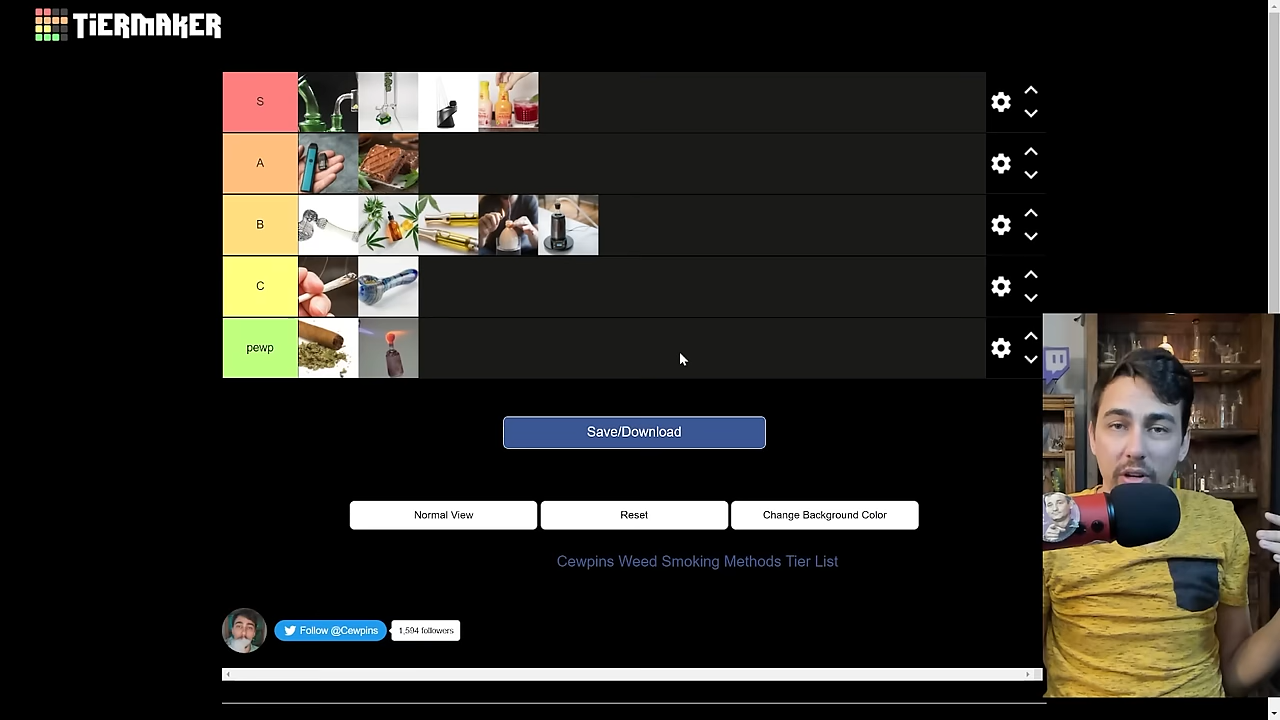 TiERMAKER
S
A
B
C
pewp
Save/Download
Normal View
Reset
Change Background Color
Cewpins Weed Smoking Methods Tier List
Follow @Cewpins
1,594 followers